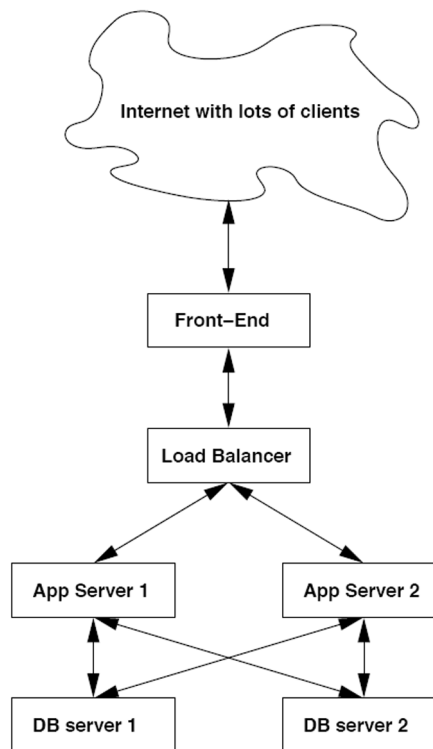 Internet with lots of clients
Front–End
Load Balancer
App Server 1
App Server 2
DB server 1
DB server 2